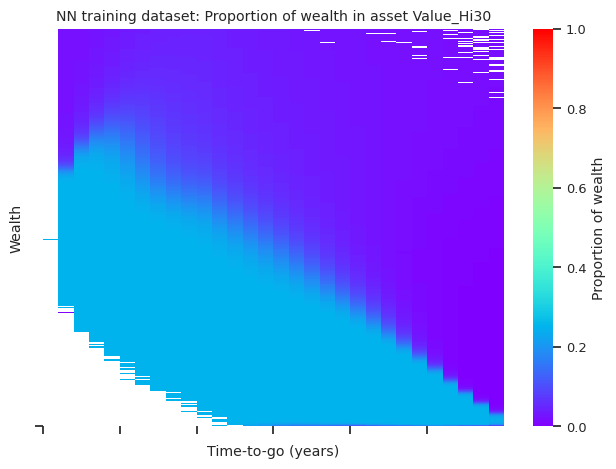 NN training dataset: Proportion of wealth in asset Value_Hi30
Wealth
Time-to-go (years)
1.0
0.8
0.6
0.4
0.2
0.0
Proportion of wealth